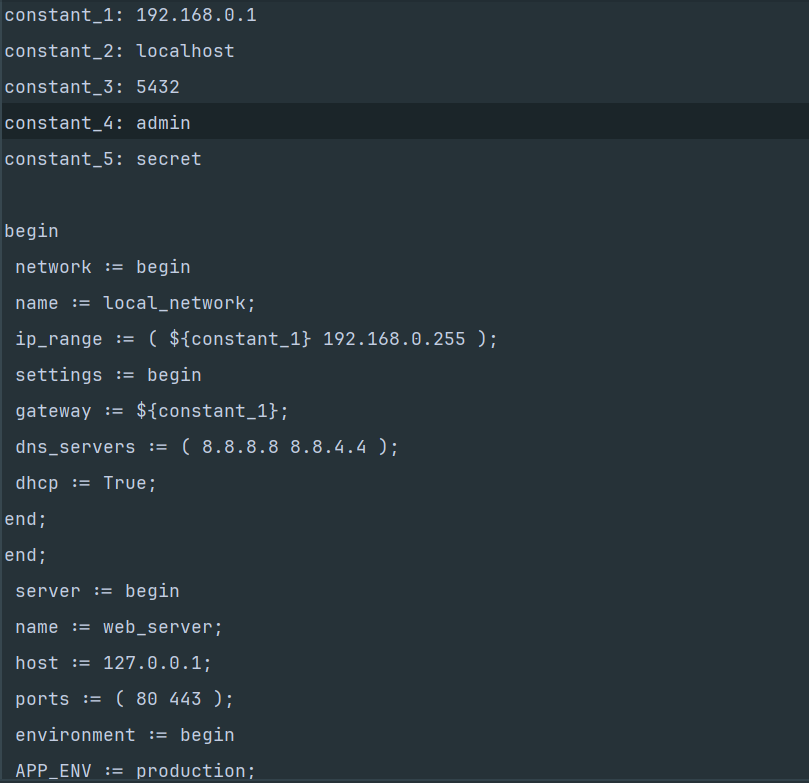 constant_1: 192.168.0.1
constant_2: localhost
constant_3: 5432
constant_4: admin
constant_5: secret
begin
network := begin
name := local_network;
ip_range := ( ${constant_1} 192.168.0.255 );
settings := begin
gateway := ${constant_1};
dns_servers := ( 8.8.8.8 8.8.4.4 );
dhcp := True;
end;
end;
server := begin
name := web_server;
host := 127.0.0.1;
ports := ( 80 443 );
environment := begin
APP_ENV := production;